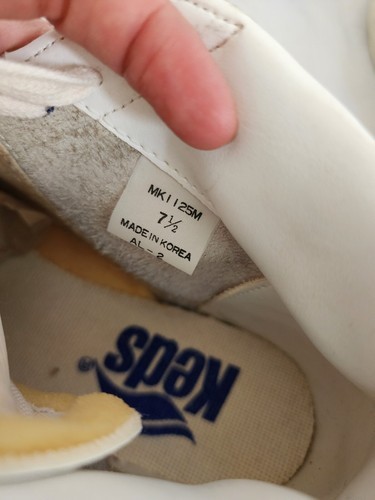 MK1125M
7½
MADE IN KOREA
AL-2
Keds®